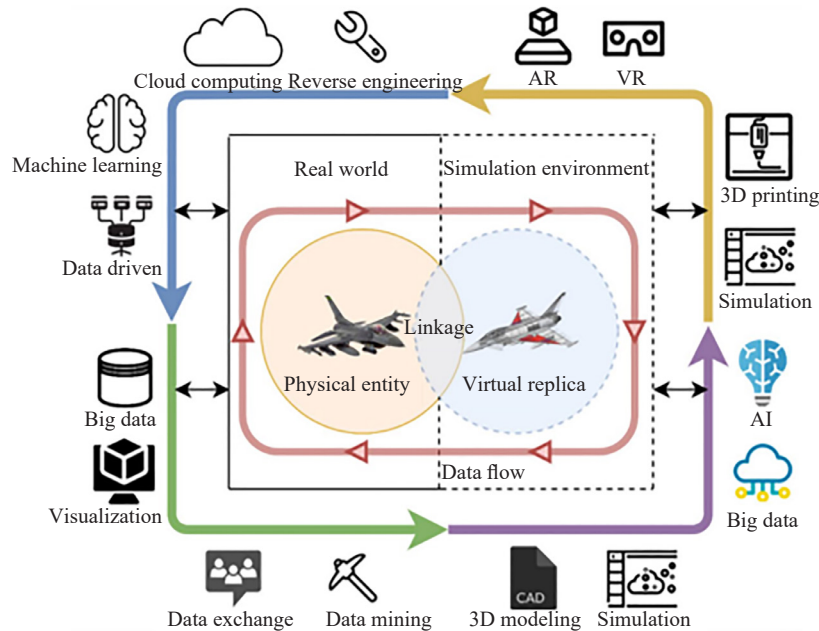 Cloud computing
Reverse engineering
AR
VR
Machine learning
Real world
Simulation environment
3D printing
Data driven
Simulation
Linkage
Physical entity
Virtual replica
Big data
AI
Data flow
Visualization
Big data
CAD
Data exchange
Data mining
3D modeling
Simulation